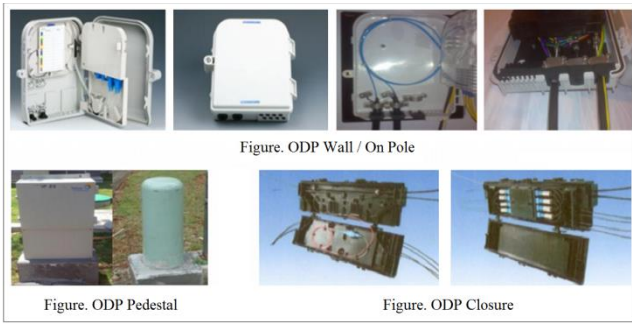 Figure. ODP Wall / On Pole
Figure. ODP Pedestal
Figure. ODP Closure